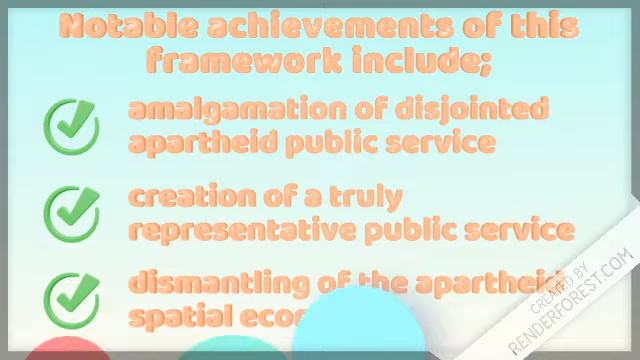 Notable achievements of this
framework include;
amalgamation of disjointed
apartheid public service
creation of a truly
representative public service
dismantling of the apartheid
spatial
CREATED BY
RENDERFOREST.COM